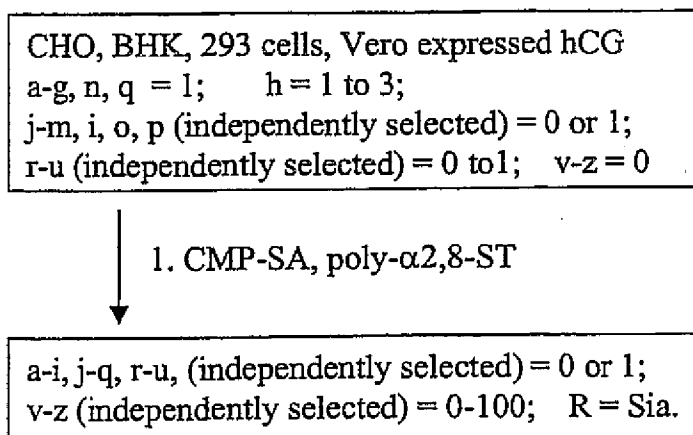 CHO, BHK, 293 cells, Vero expressed hCG
a-g, n, q = 1; h = 1 to 3;
j-m, i, o, p (independently selected) = 0 or 1;
r-u (independently selected) = 0 to1; v-z = 0
1. CMP-SA, poly-α2,8-ST
a-i, j-q, r-u, (independently selected) = 0 or 1;
v-z (independently selected) = 0-100; R = Sia.